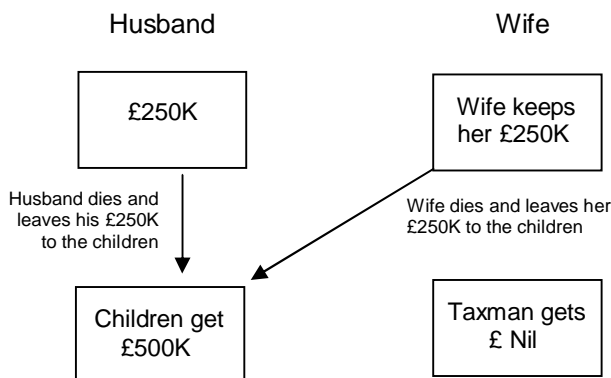 Husband
Wife
£250K
Wife keeps
her £250K
Husband dies and
leaves his £250K
to the children
Wife dies and leaves her
£250K to the children
Children get
£500K
Taxman gets
£ Nil